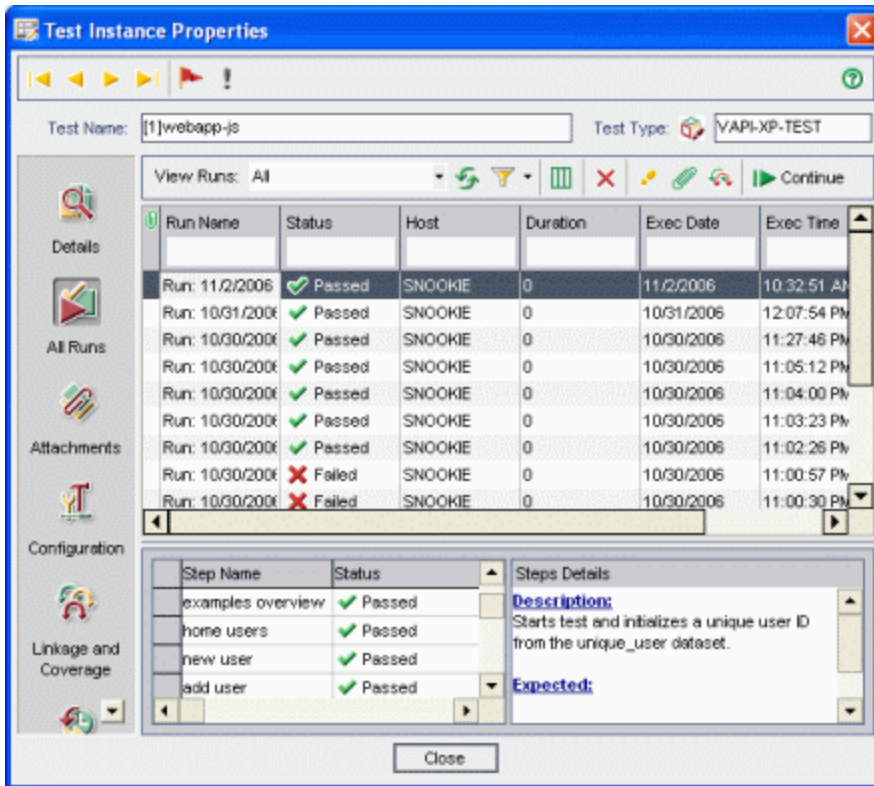 Test Instance Properties
Test Name: [1]webapp-js Test Type: VAPI-XP-TEST
View Runs: All Continue
Run Name Status Host Duration Exec Date Exec Time
Run: 11/2/2006 Passed SNOOKIE 0 11/2/2006 10:32:51 AM
Run: 10/31/2006 Passed SNOOKIE 0 10/31/2006 12:07:54 PM
Run: 10/30/2006 Passed SNOOKIE 0 10/30/2006 11:27:46 PM
Run: 10/30/2006 Passed SNOOKIE 0 10/30/2006 11:05:12 PM
Run: 10/30/2006 Passed SNOOKIE 0 10/30/2006 11:04:00 PM
Run: 10/30/2006 Passed SNOOKIE 0 10/30/2006 11:03:23 PM
Run: 10/30/2006 Passed SNOOKIE 0 10/30/2006 11:02:26 PM
Run: 10/30/2006 Failed SNOOKIE 0 10/30/2006 11:00:57 PM
Run: 10/30/2006 Failed SNOOKIE 0 10/30/2006 11:00:30 PM
Details
All Runs
Attachments
Configuration
Linkage and
Coverage
Step Name Status
examples overview Passed
home users Passed
new user Passed
add user Passed
Steps Details
Description:
Starts test and initializes a unique user ID
from the unique_user dataset.
Expected:
Close